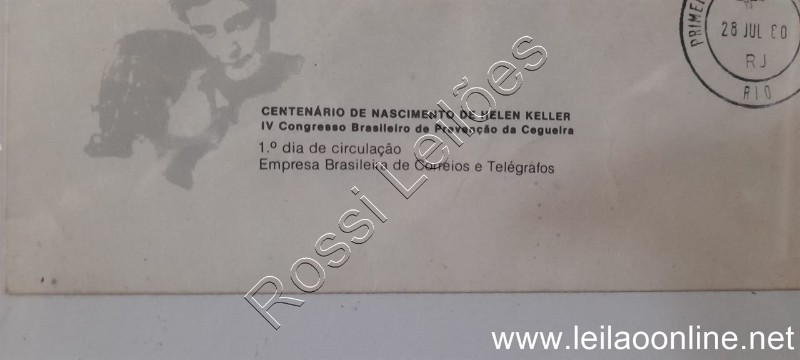 PRIME
28 JUL 80
RJ
RIO
CENTENÁRIO DE NASCIMENTO DE HELEN KELLER
IV Congresso Brasileiro de Prevenção da Cegueira
1.º dia de circulação
Empresa Brasileira de Correios e Telégrafos
Rossi Leilões
www.leilaoonline.net